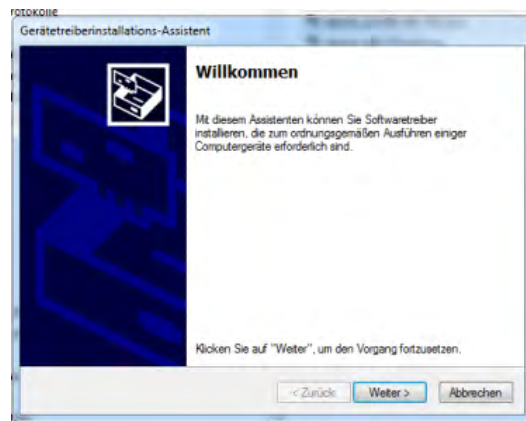 rotokolle
Gerätetreiberinstallations-Assistent
Willkommen
Mit diesem Assistenten können Sie Softwaretreiber
installieren, die zum ordnungsgemäßen Ausführen einiger
Computergeräte erforderlich sind.
Klicken Sie auf "Weiter", um den Vorgang fortzusetzen.
< Zurück
Weiter >
Abbrechen